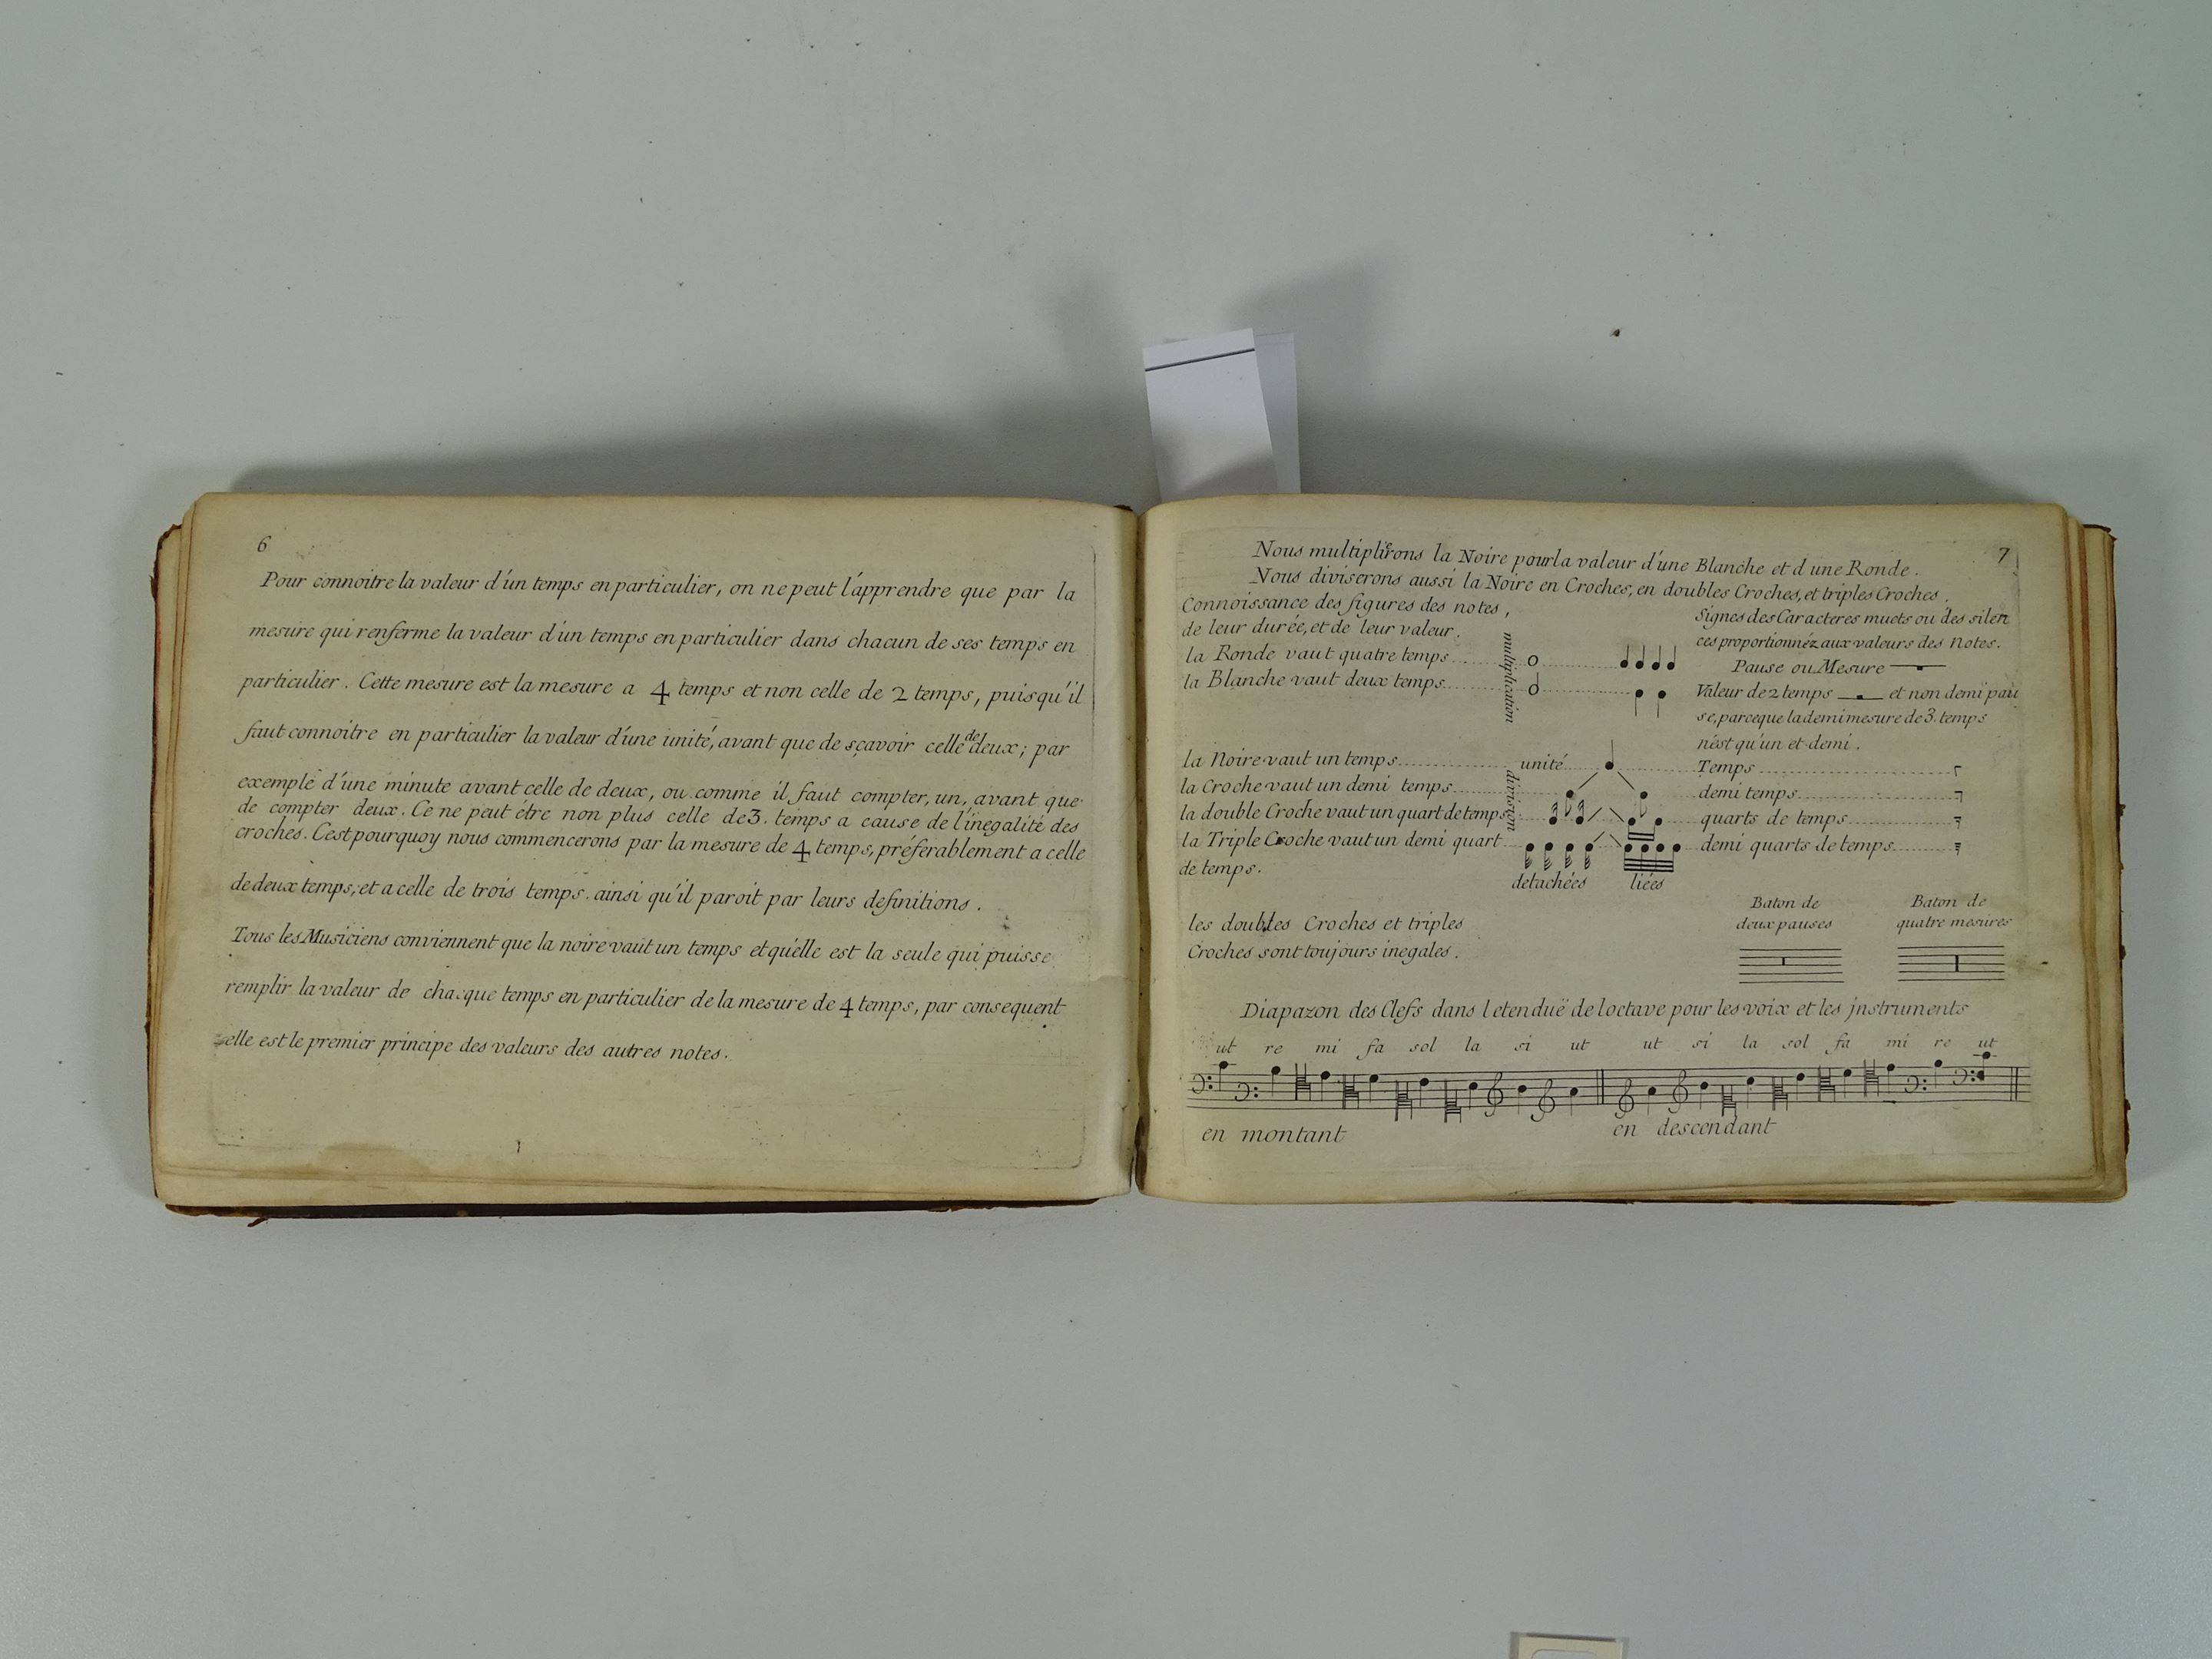 6
Pour connoitre la valeur d'un temps en particulier, on ne peut l'apprendre que par la
mesure qui renferme la valeur d'un temps en particulier dans chacun de ses temps en
particulier. Cette mesure est la mesure a 4 temps et non celle de 2 temps, puisqu'il
faut connoitre en particulier la valeur d'une unité, avant que de sçavoir celle de deux; par
exemple d'une minute avant celle de deux, ou comme il faut compter, un, avant que
de compter deux. Ce ne peut étre non plus celle de 3. temps a cause de l'inegalité des
croches. C'est pourquoy nous commencerons par la mesure de 4 temps, préferablement a celle
de deux temps, et a celle de trois temps. ainsi qu'il paroit par leurs definitions.
Tous les Musiciens conviennent que la noire vaut un temps et qu'elle est la seule qui puisse
remplir la valeur de chacque temps en particulier de la mesure de 4 temps, par consequent
elle est le premier principe des valeurs des autres notes.
7
Nous multiplirons la Noire pour la valeur d'une Blanche et d'une Ronde.
Nous diviserons aussi la Noire en Croches, en doubles Croches, et triples Croches.
Connoissance des figures des notes,
de leur durée, et de leur valeur.
la Ronde vaut quatre temps
la Blanche vaut deux temps
multiplication
Signes des Caracteres muets ou des silen
ces proportionnéz aux valeurs des Notes.
Pause ou Mesure
Valeur de 2 temps et non demi pau
se, parceque la demi mesure de 3. temps
n'est qu'un et demi.
la Noire vaut un temps unité Temps
la Croche vaut un demi temps demi temps
la double Croche vaut un quart de temps quarts de temps
la Triple Croche vaut un demi quart demi quarts de temps
de temps.
division
detachées liées
les doubles Croches et triples
Croches sont toujours inegales.
Baton de
deux pauses
Baton de
quatre mesures
Diapazon des Clefs dans l etenduë de loctave pour les voix et les jnstruments
ut re mi fa sol la si ut ut si la sol fa mi re ut
en montant en descendant